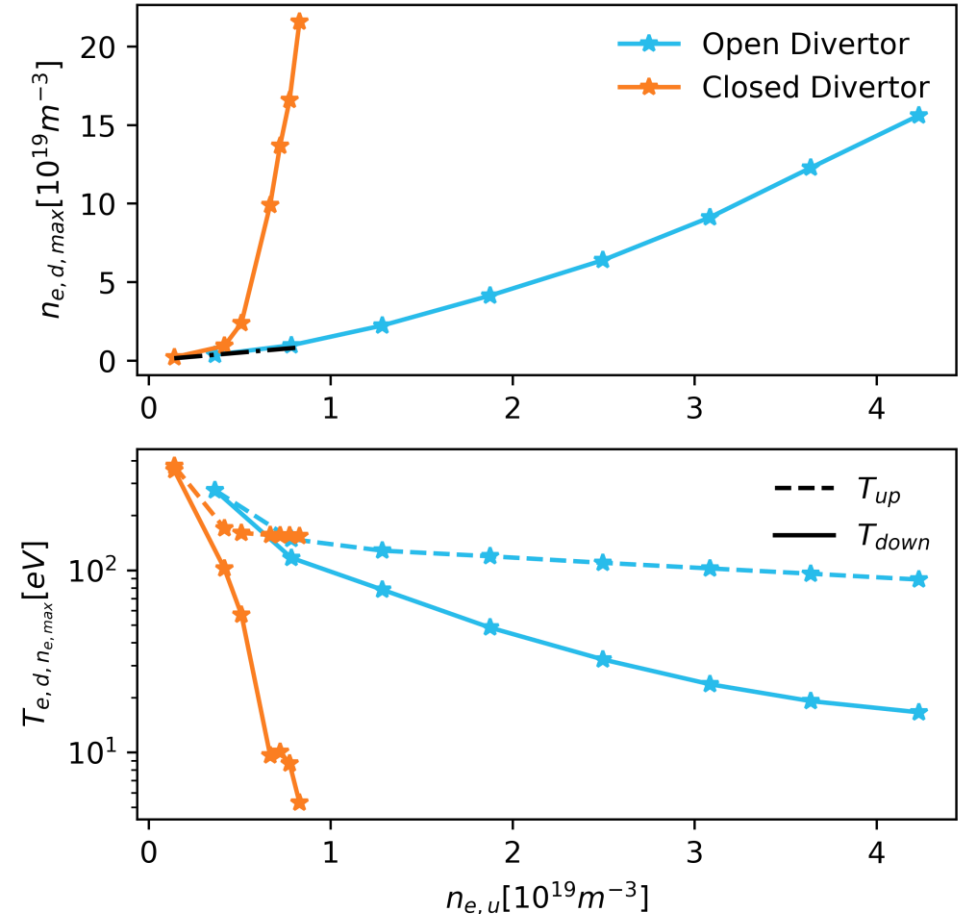 n_{e,d,max}[10^{19}m^{-3}]
20
15
10
5
0
Open Divertor
Closed Divertor
0 1 2 3 4
T_{e,d,n_{e,max}}[eV]
10^2
10^1
T_{up}
T_{down}
0 1 2 3 4
n_{e,u}[10^{19}m^{-3}]